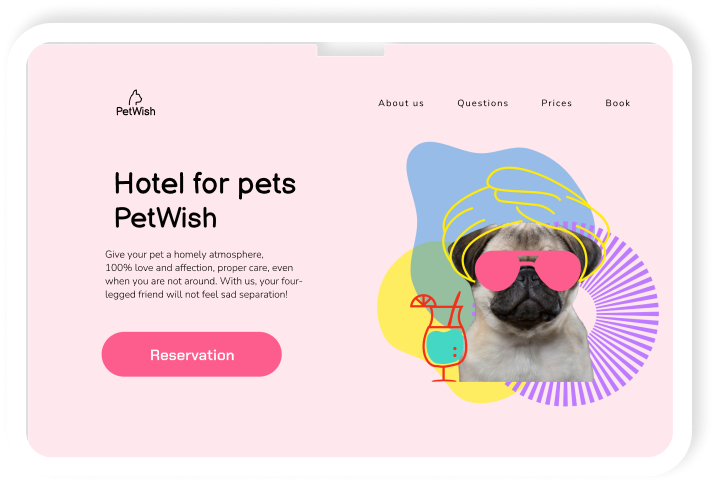 PetWish
About us Questions Prices Book
Hotel for pets
PetWish
Give your pet a homely atmosphere,
100% love and affection, proper care, even
when you are not around. With us, your four-
legged friend will not feel sad separation!
Reservation